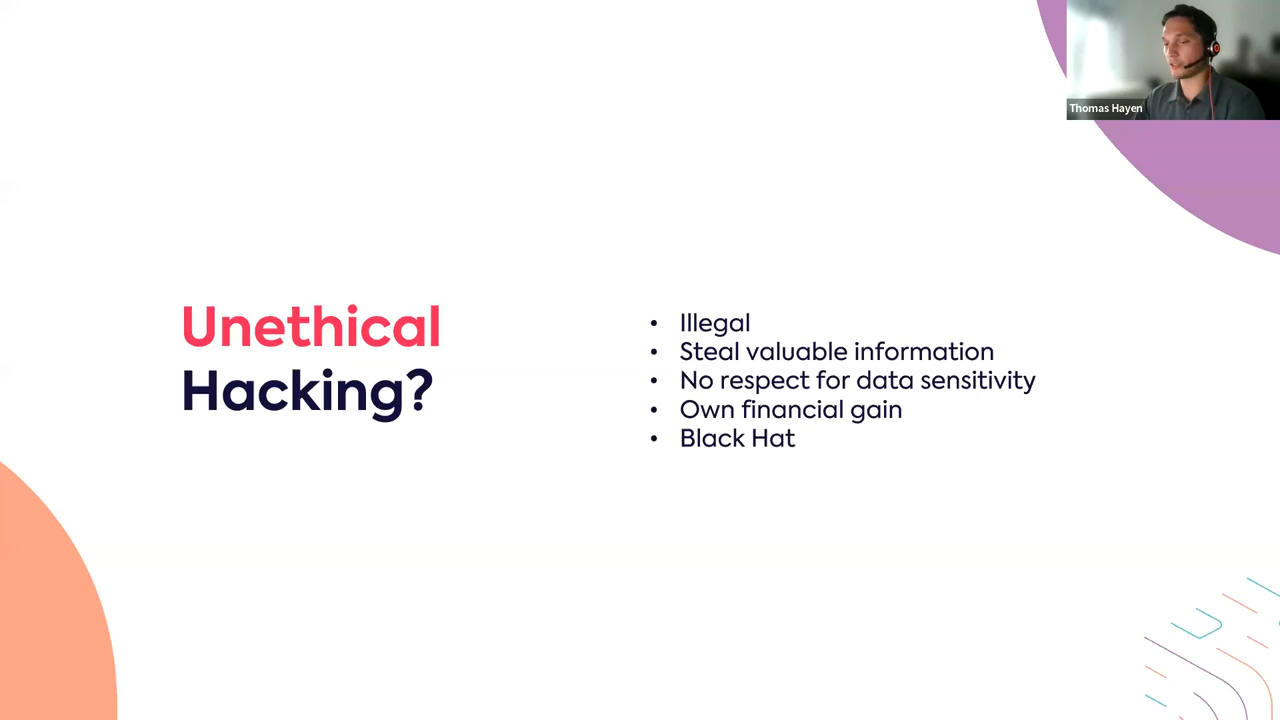 Thomas Hayen
Unethical
Hacking?
• Illegal
• Steal valuable information
• No respect for data sensitivity
• Own financial gain
• Black Hat